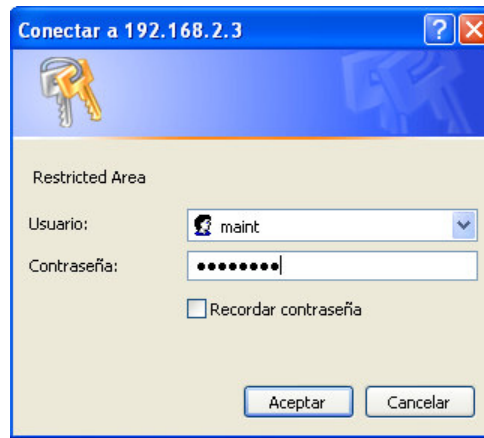 Conectar a 192.168.2.3
Restricted Area
Usuario: maint
Contraseña: ●●●●●●●●
Recordar contraseña
Aceptar Cancelar